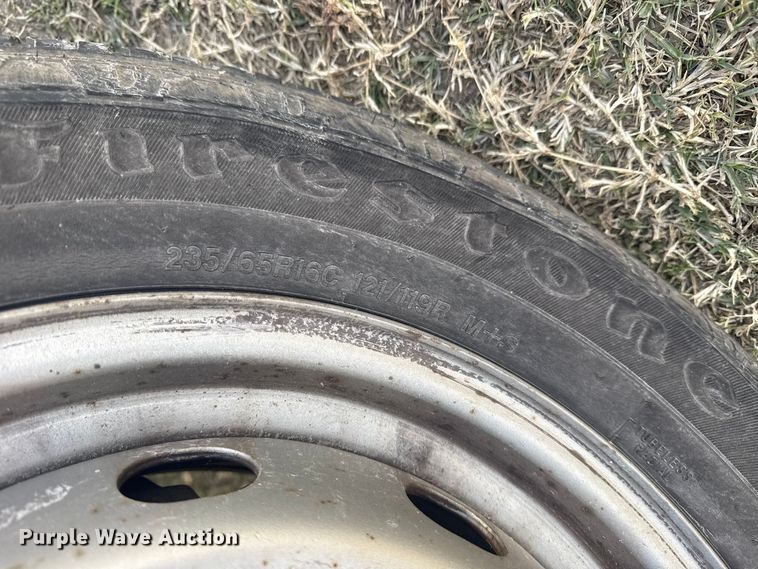 Firestone
235/65R16C 121/119R M+S
TUBELESS
Purple Wave Auction